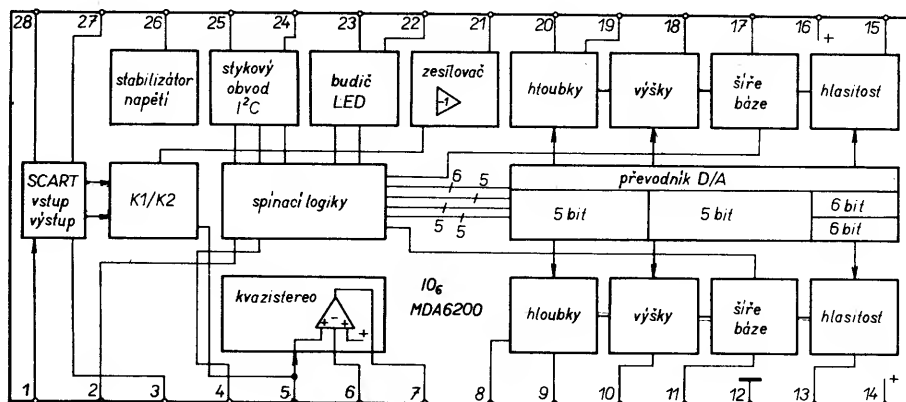 28 27 26 25 24 23 22 21 20 19 18 17 16 15
+
stabilizátor
napětí
stykový
obvod
I²C
budič
LED
zesilovač
-1
hloubky
výšky
šíře
báze
hlasitost
SCART
vstup
výstup
K1/K2
spínací logiky
6
5
5
5
převodník D/A
5 bit
5 bit
6 bit
6 bit
kvazistereo
+ - +
+
IO₆
MDA6200
hloubky
výšky
šíře
báze
hlasitost
1 2 3 4 5 6 7 8 9 10 11 12 13 14
+